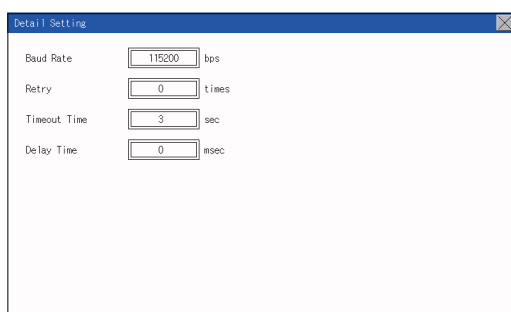 Detail Setting
Baud Rate 115200 bps
Retry 0 times
Timeout Time 3 sec
Delay Time 0 msec